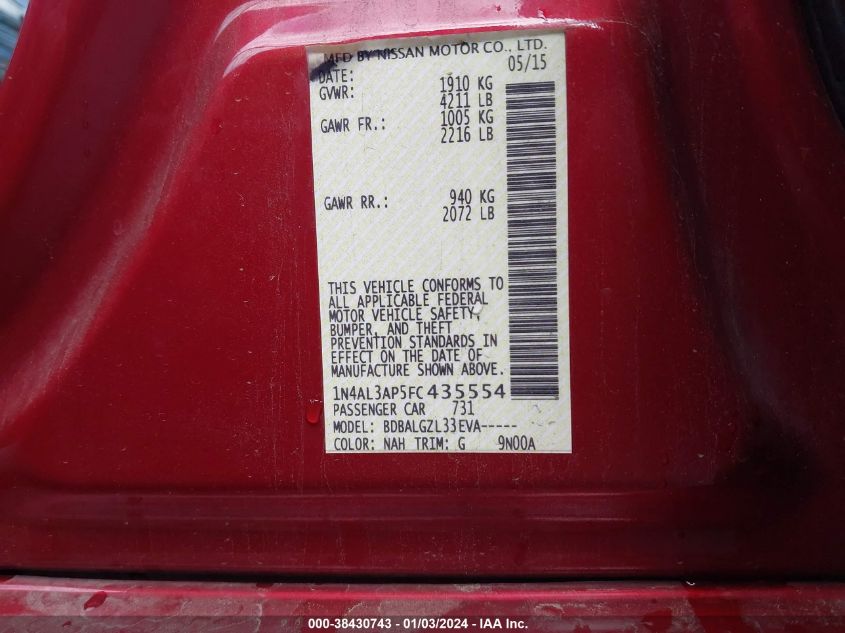 MFD BY NISSAN MOTOR CO., LTD.
DATE: 05/15
GVWR: 1910 KG
4211 LB
GAWR FR.: 1005 KG
2216 LB
GAWR RR.: 940 KG
2072 LB
THIS VEHICLE CONFORMS TO
ALL APPLICABLE FEDERAL
MOTOR VEHICLE SAFETY,
BUMPER, AND THEFT
PREVENTION STANDARDS IN
EFFECT ON THE DATE OF
MANUFACTURE SHOWN ABOVE.
1N4AL3AP5FC435554
PASSENGER CAR 731
MODEL: BDBALGZL33EVA-----
COLOR: NAH TRIM: G 9N00A
000-38430743 - 01/03/2024 - IAA Inc.